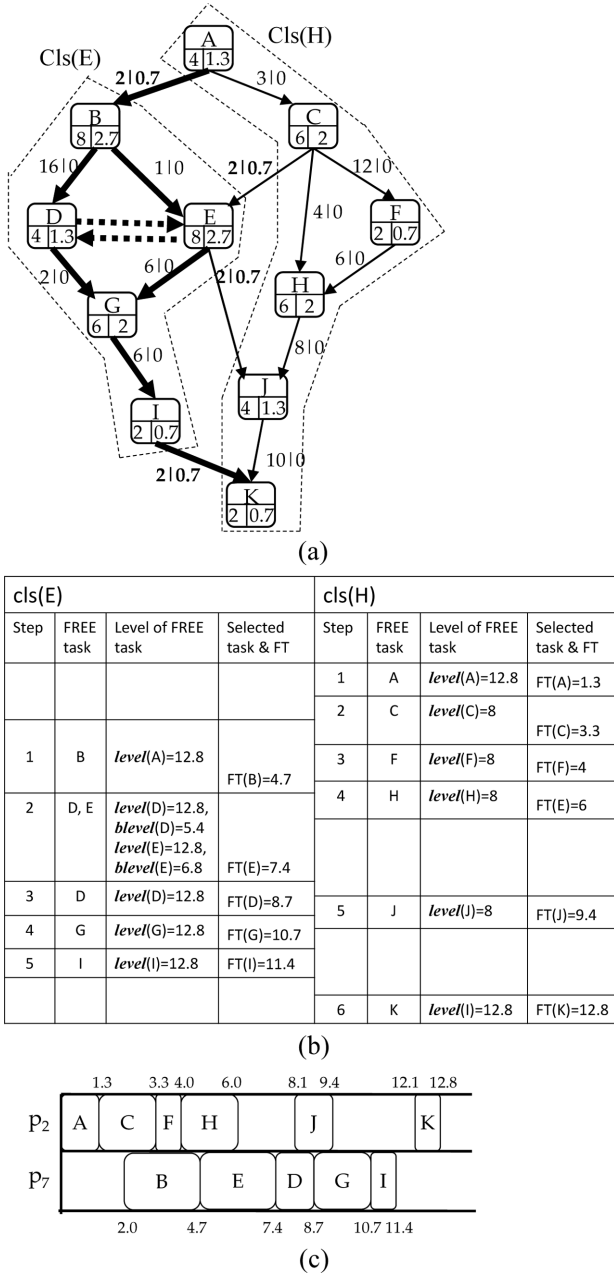 Cls(E)
Cls(H)
A
4 1.3
2|0.7
3|0
B
8 2.7
C
6 2
16|0
1|0
2|0.7
12|0
4|0
D
4 1.3
E
8 2.7
F
2 0.7
2|0
6|0
2|0.7
6|0
G
6 2
H
6 2
6|0
8|0
I
2 0.7
J
4 1.3
2|0.7
10|0
K
2 0.7
(a)
cls(E)
Step FREE task Level of FREE task Selected task & FT
1 B level(A)=12.8 FT(B)=4.7
2 D, E level(D)=12.8, blevel(D)=5.4 level(E)=12.8, blevel(E)=6.8 FT(E)=7.4
3 D level(D)=12.8 FT(D)=8.7
4 G level(G)=12.8 FT(G)=10.7
5 I level(I)=12.8 FT(I)=11.4
cls(H)
Step FREE task Level of FREE task Selected task & FT
1 A level(A)=12.8 FT(A)=1.3
2 C level(C)=8 FT(C)=3.3
3 F level(F)=8 FT(F)=4
4 H level(H)=8 FT(E)=6
5 J level(J)=8 FT(J)=9.4
6 K level(I)=12.8 FT(K)=12.8
(b)
1.3 3.3 4.0 6.0 8.1 9.4 12.1 12.8
p2 A C F H J K
p7 B E D G I
2.0 4.7 7.4 8.7 10.7 11.4
(c)